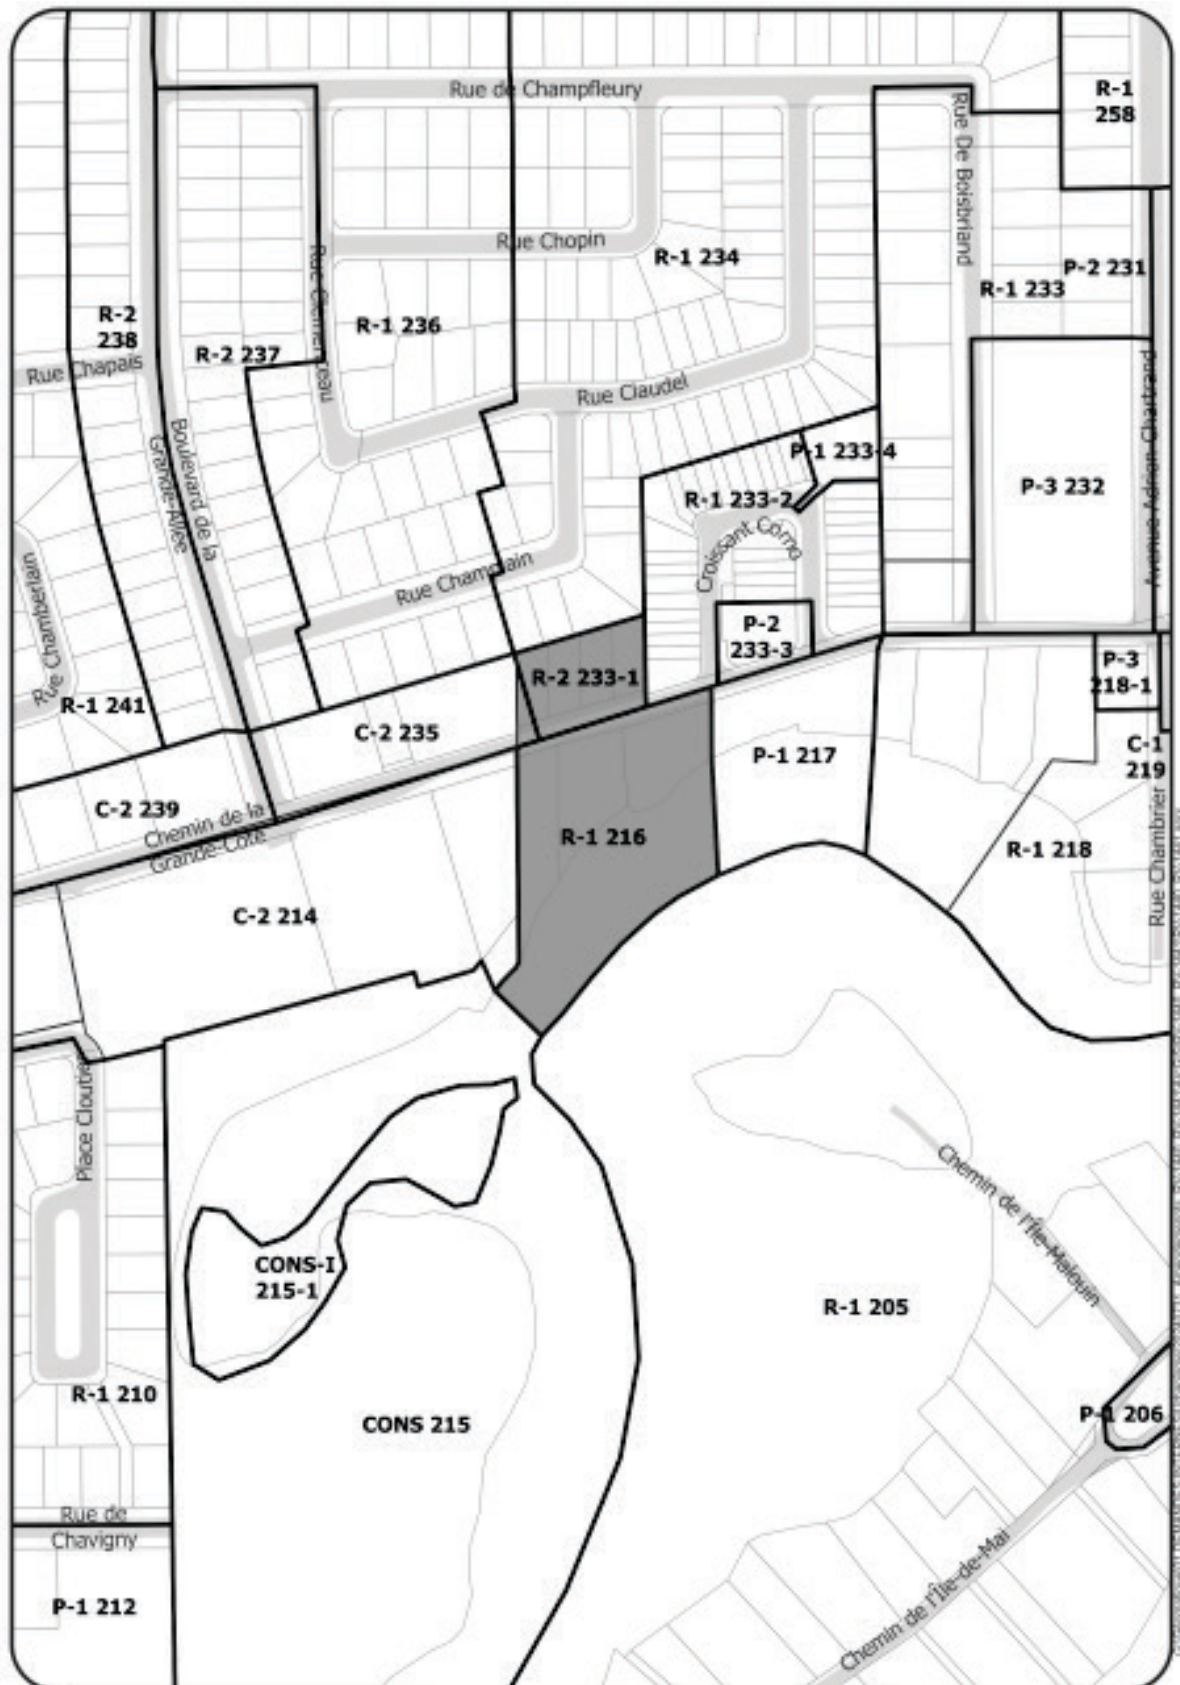 Rue de Champfleury
R-1
258
Rue De Boisbriand
Rue Chopin
R-1 234
P-2 231
R-1 233
R-2
238
R-1 236
R-2 237
Rue Clémenceau
Rue Chapais
Rue Claudel
Boulevard de la
Grande-Allée
P-1 233-4
P-3 232
R-1 233-2
Avenue Adrien-Chartrand
Croissant Corno
Rue Champlain
Rue Chamberlain
P-2
233-3
P-3
218-1
R-2 233-1
R-1 241
C-2 235
P-1 217
C-1
219
C-2 239
Chemin de la
Grande-Côte
R-1 216
R-1 218
Rue Chambrier
C-2 214
Place Cloutier
Chemin de l'Île-Malouin
CONS-I
215-1
R-1 205
R-1 210
CONS 215
P-1 206
Rue de
Chavigny
Chemin de l'Île-de-Mai
P-1 212